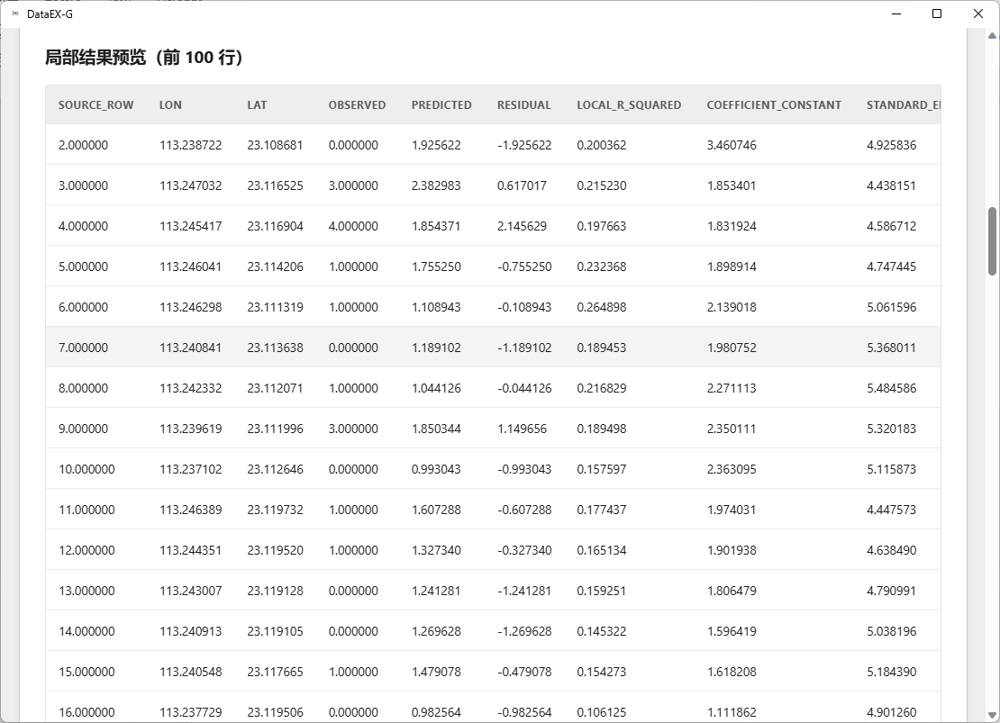 DataEX-G
局部结果预览（前 100 行）
SOURCE_ROW LON LAT OBSERVED PREDICTED RESIDUAL LOCAL_R_SQUARED COEFFICIENT_CONSTANT
2.000000 113.238722 23.108681 0.000000 1.925622 -1.925622 0.200362 3.460746 4.925836
3.000000 113.247032 23.116525 3.000000 2.382983 0.617017 0.215230 1.853401 4.438151
4.000000 113.245417 23.116904 4.000000 1.854371 2.145629 0.197663 1.831924 4.586712
5.000000 113.246041 23.114206 1.000000 1.755250 -0.755250 0.232368 1.898914 4.747445
6.000000 113.246298 23.111319 1.000000 1.108943 -0.108943 0.264898 2.139018 5.061596
7.000000 113.240841 23.113638 0.000000 1.189102 -1.189102 0.189453 1.980752 5.368011
8.000000 113.242332 23.112071 1.000000 1.044126 -0.044126 0.216829 2.271113 5.484586
9.000000 113.239619 23.111996 3.000000 1.850344 1.149656 0.189498 2.350111 5.320183
10.000000 113.237102 23.112646 0.000000 0.993043 -0.993043 0.157597 2.363095 5.115873
11.000000 113.246389 23.119732 1.000000 1.607288 -0.607288 0.177437 1.974031 4.447573
12.000000 113.244351 23.119520 1.000000 1.327340 -0.327340 0.165134 1.901938 4.638490
13.000000 113.243007 23.119128 0.000000 1.241281 -1.241281 0.159251 1.806479 4.790991
14.000000 113.240913 23.119105 0.000000 1.269628 -1.269628 0.145322 1.596419 5.038196
15.000000 113.240548 23.117665 1.000000 1.479078 -0.479078 0.154273 1.618208 5.184390
16.000000 113.237729 23.119506 0.000000 0.982564 -0.982564 0.106125 1.111862 4.901260